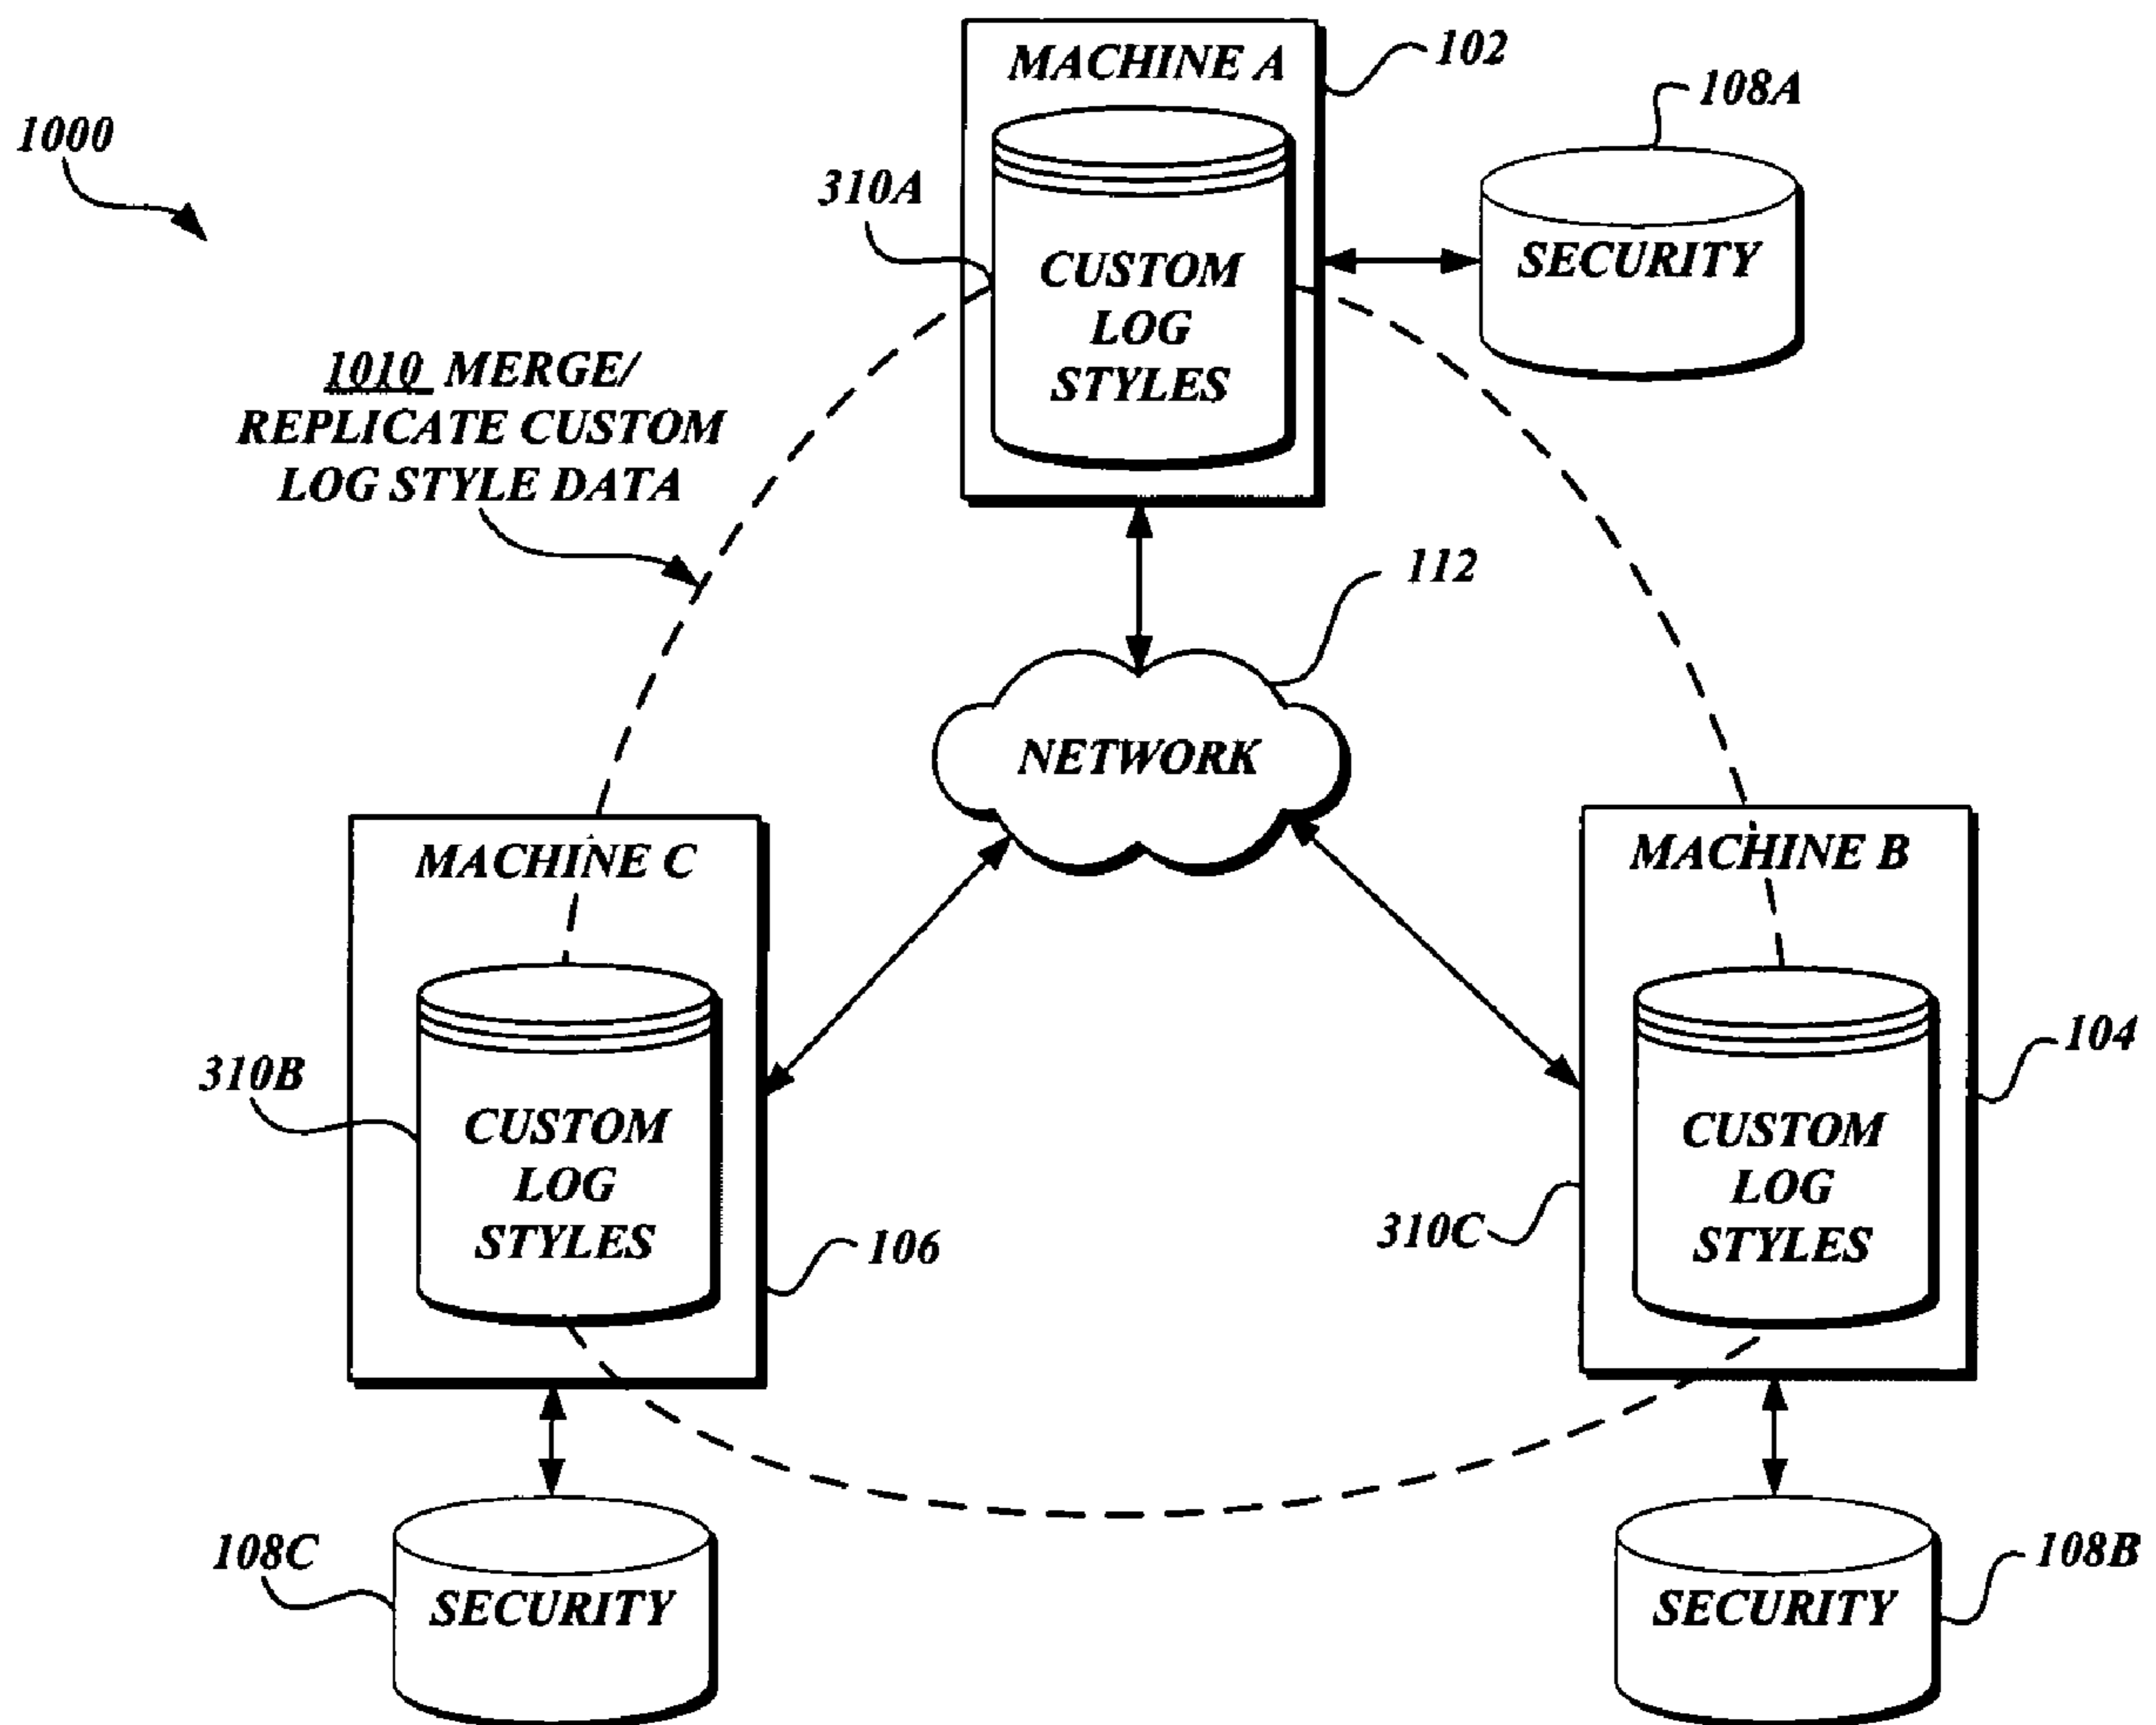 1000
MACHINE A
102
108A
310A
CUSTOM
LOG
STYLES
SECURITY
1010 MERGE/
REPLICATE CUSTOM
LOG STYLE DATA
112
NETWORK
MACHINE C
MACHINE B
310B
CUSTOM
LOG
STYLES
106
104
CUSTOM
LOG
STYLES
310C
108C
SECURITY
SECURITY
108B